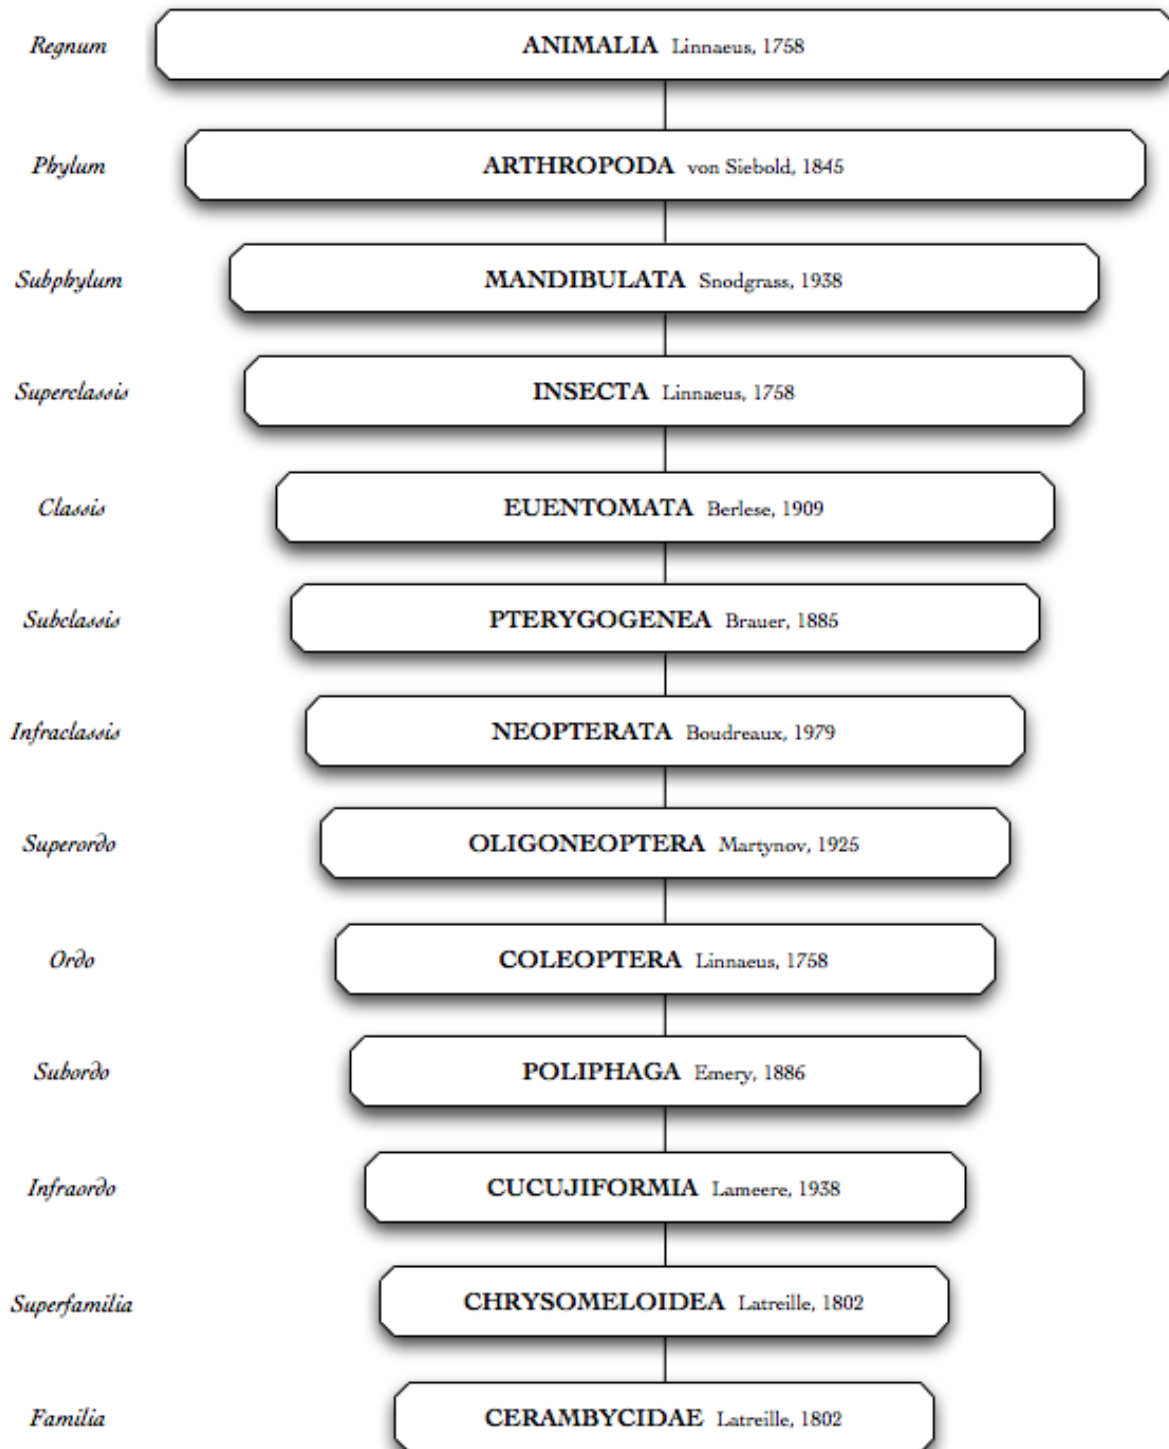 Regnum ANIMALIA Linnaeus, 1758
Phylum ARTHROPODA von Siebold, 1845
Subphylum MANDIBULATA Snodgrass, 1938
Superclassis INSECTA Linnaeus, 1758
Classis EUENTOMATA Berlese, 1909
Subclassis PTERYGOGENEA Brauer, 1885
Infraclassis NEOPTERATA Boudreaux, 1979
Superordo OLIGONEOPTERA Martynov, 1925
Ordo COLEOPTERA Linnaeus, 1758
Subordo POLIPHAGA Emery, 1886
Infraordo CUCUJIFORMIA Lameere, 1938
Superfamilia CHRYSOMELOIDEA Latreille, 1802
Familia CERAMBYCIDAE Latreille, 1802